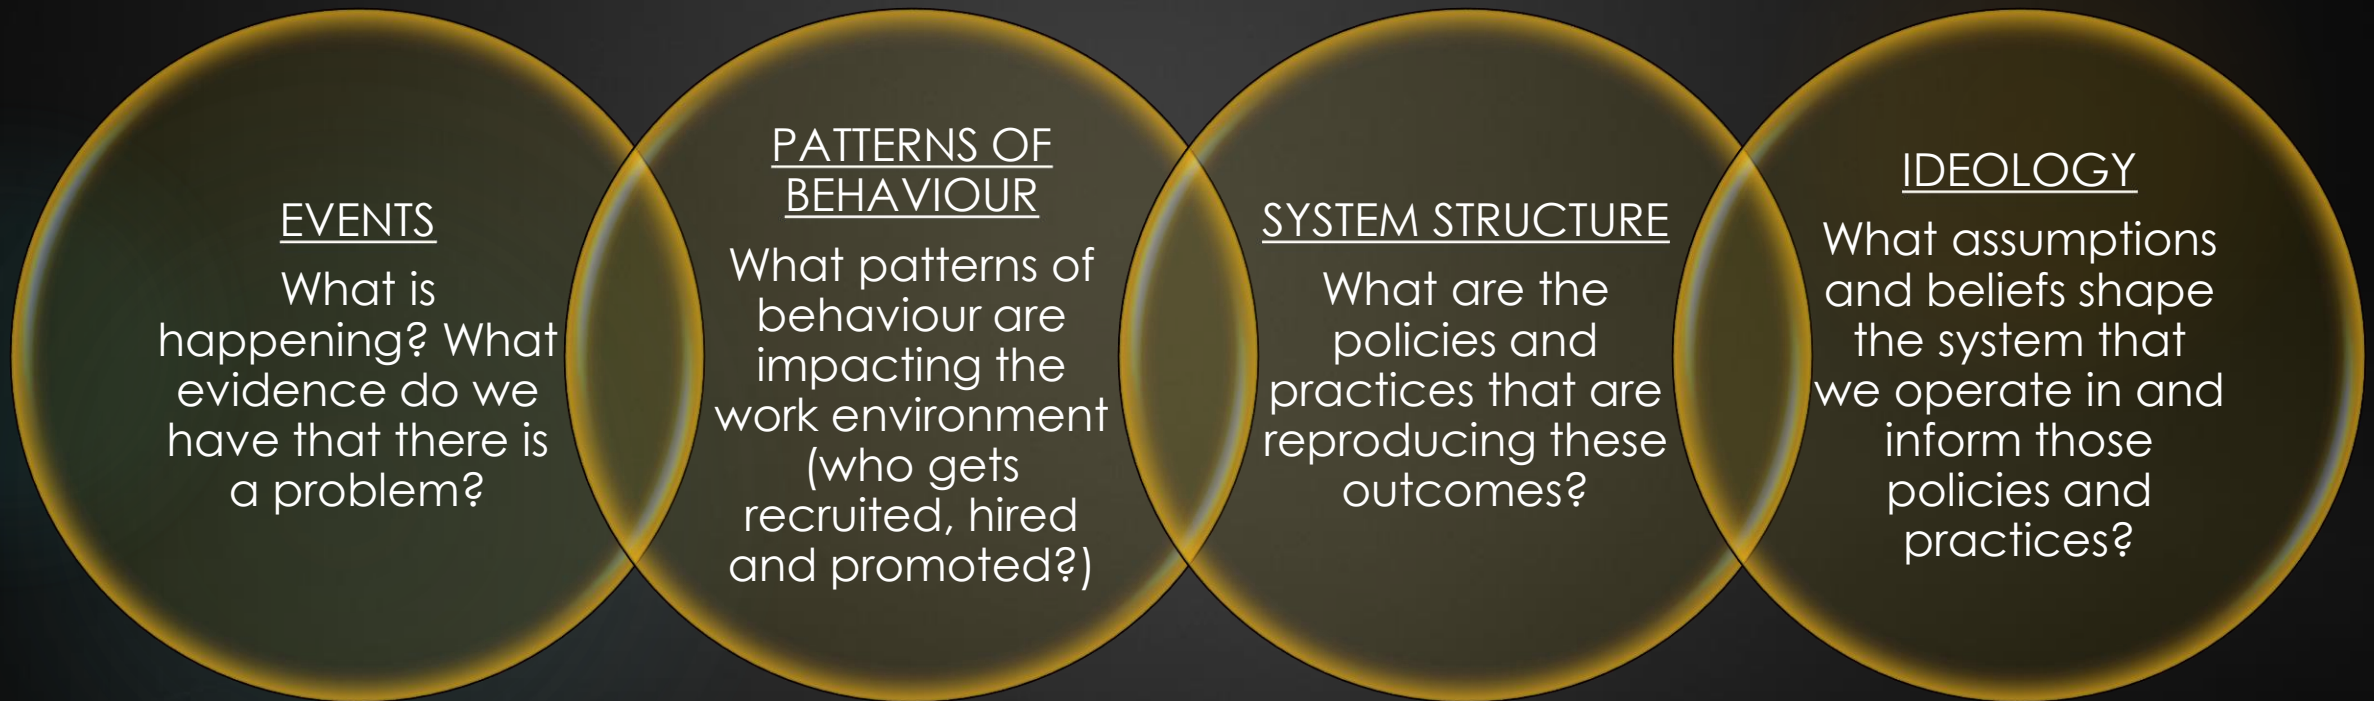 EVENTS
What is
happening? What
evidence do we
have that there is
a problem?
PATTERNS OF
BEHAVIOUR
What patterns of
behaviour are
impacting the
work environment
(who gets
recruited, hired
and promoted?)
SYSTEM STRUCTURE
What are the
policies and
practices that are
reproducing these
outcomes?
IDEOLOGY
What assumptions
and beliefs shape
the system that
we operate in and
inform those
policies and
practices?